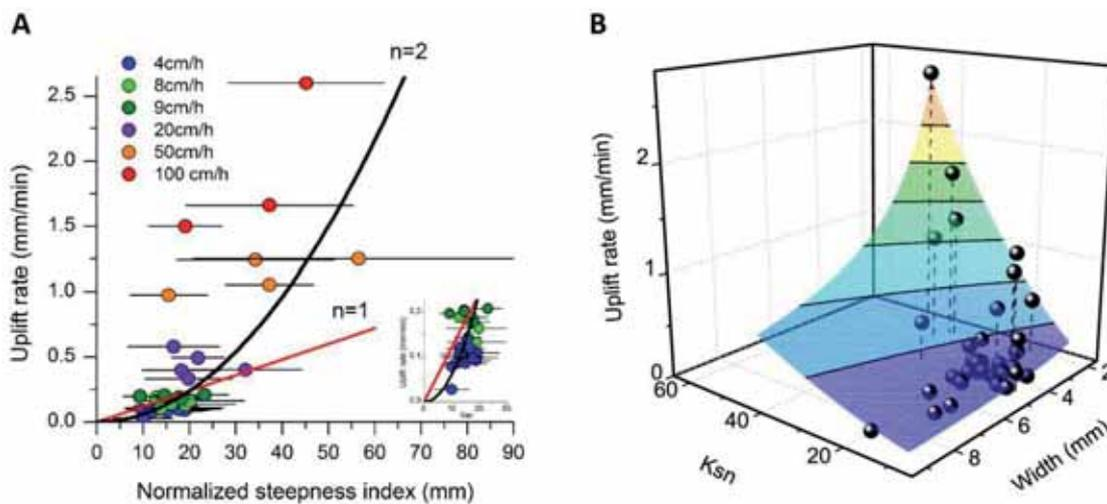 A
B
4cm/h
8cm/h
9cm/h
20cm/h
50cm/h
100 cm/h
n=2
n=1
Uplift rate (mm/min)
2.5
2.0
1.5
1.0
0.5
0.0
0 10 20 30 40 50 60 70 80 90
Normalized steepness index (mm)
Uplift rate (mm/min)
2
1
0
60
40
20
Ksn
8
6
4
2
Width (mm)